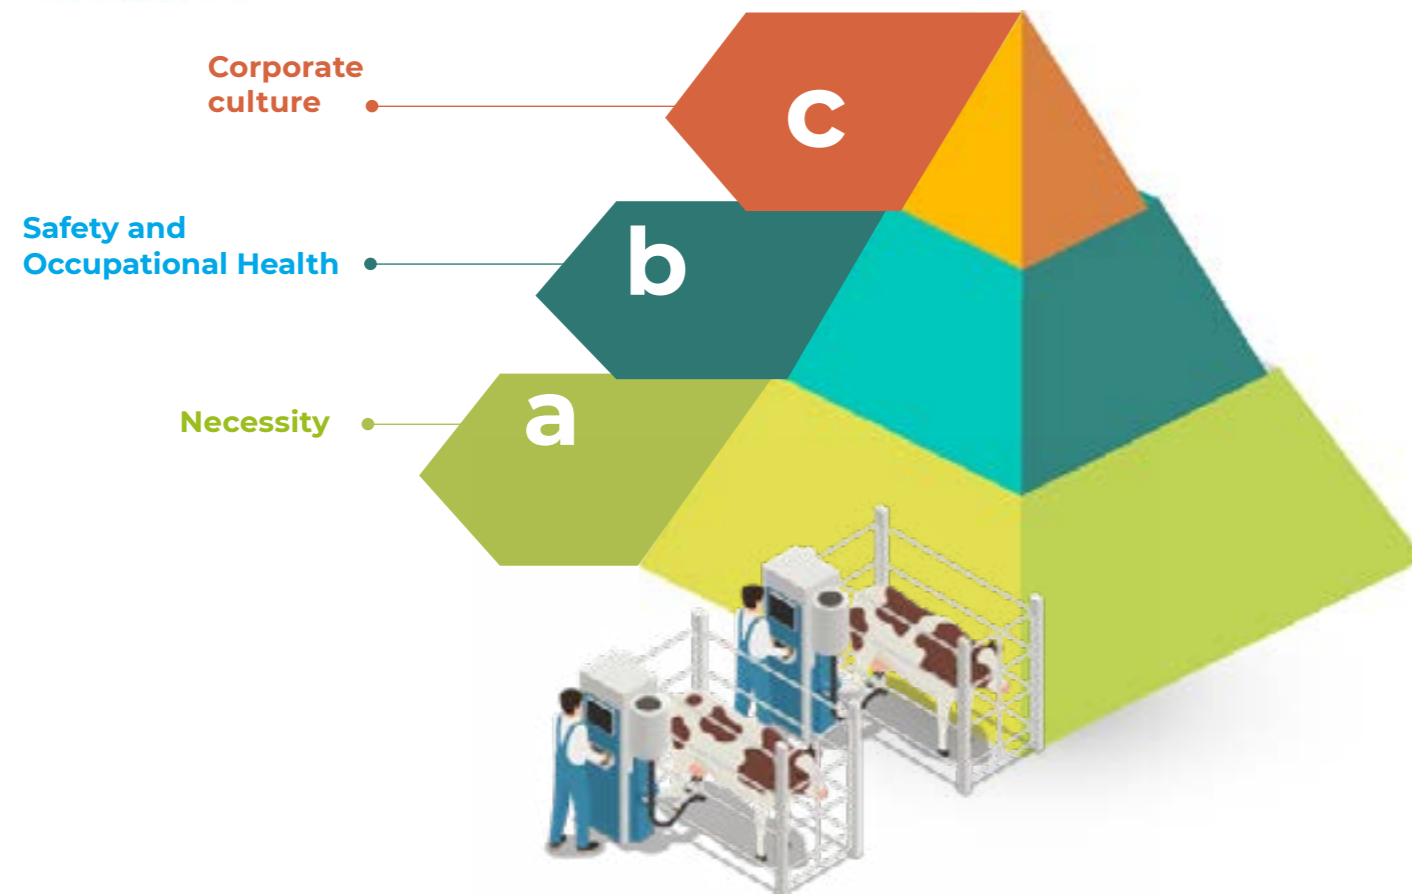 Corporate
culture
c
Safety and
Occupational Health
b
Necessity
a